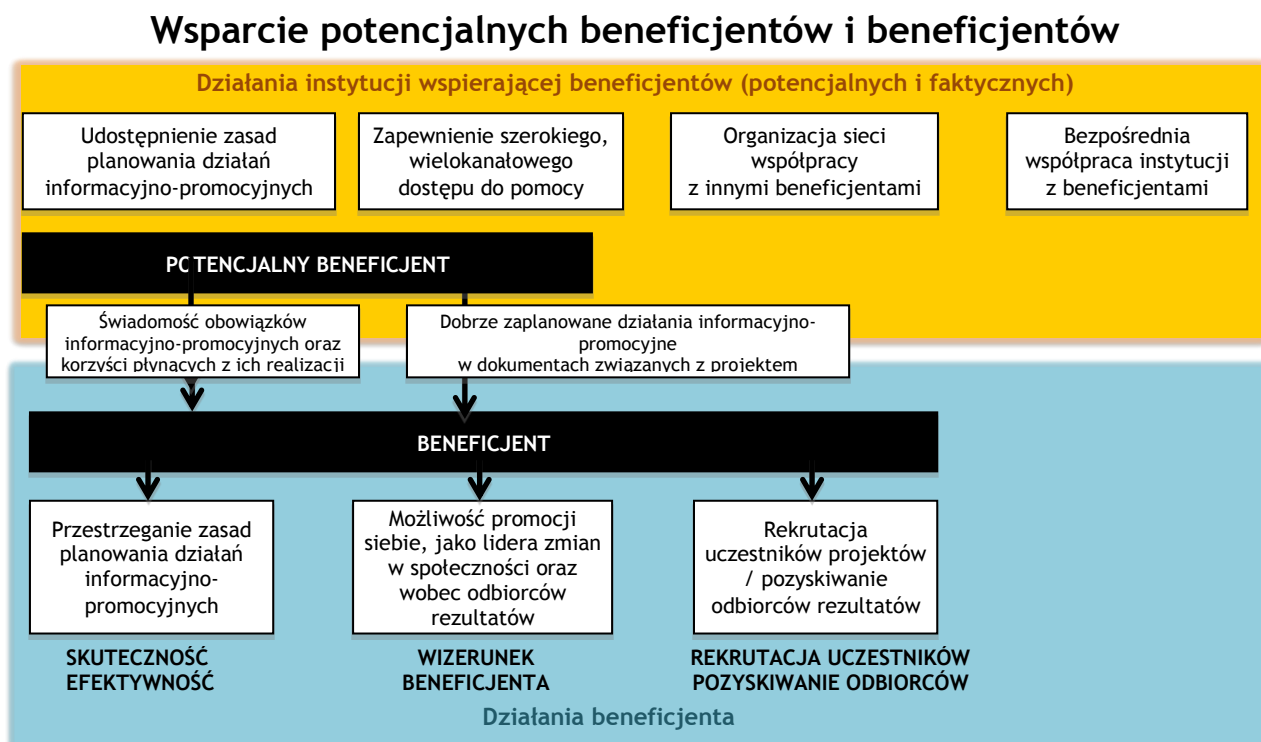 Wsparcie potencjalnych beneficjentów i beneficjentów
Działania instytucji wspierającej beneficjentów (potencjalnych i faktycznych)
Udostępnienie zasad
planowania działań
informacyjno-promocyjnych
Zapewnienie szerokiego,
wielokanałowego
dostępu do pomocy
Organizacja sieci
współpracy
z innymi beneficjentami
Bezpośrednia
współpraca instytucji
z beneficjentami
POTENCJALNY BENEFICJENT
Świadomość obowiązków
informacyjno-promocyjnych oraz
korzyści płynących z ich realizacji
Dobrze zaplanowane działania informacyjno-
promocyjne
w dokumentach związanych z projektem
BENEFICJENT
Przestrzeganie zasad
planowania działań
informacyjno-
promocyjnych
Możliwość promocji
siebie, jako lidera zmian
w społeczności oraz
wobec odbiorców
rezultatów
Rekrutacja
uczestników projektów
/ pozyskiwanie
odbiorców rezultatów
SKUTECZNOŚĆ
EFEKTYWNOŚĆ
WIZERUNEK
BENEFICJENTA
REKRUTACJA UCZESTNIKÓW
POZYSKIWANIE ODBIORCÓW
Działania beneficjenta